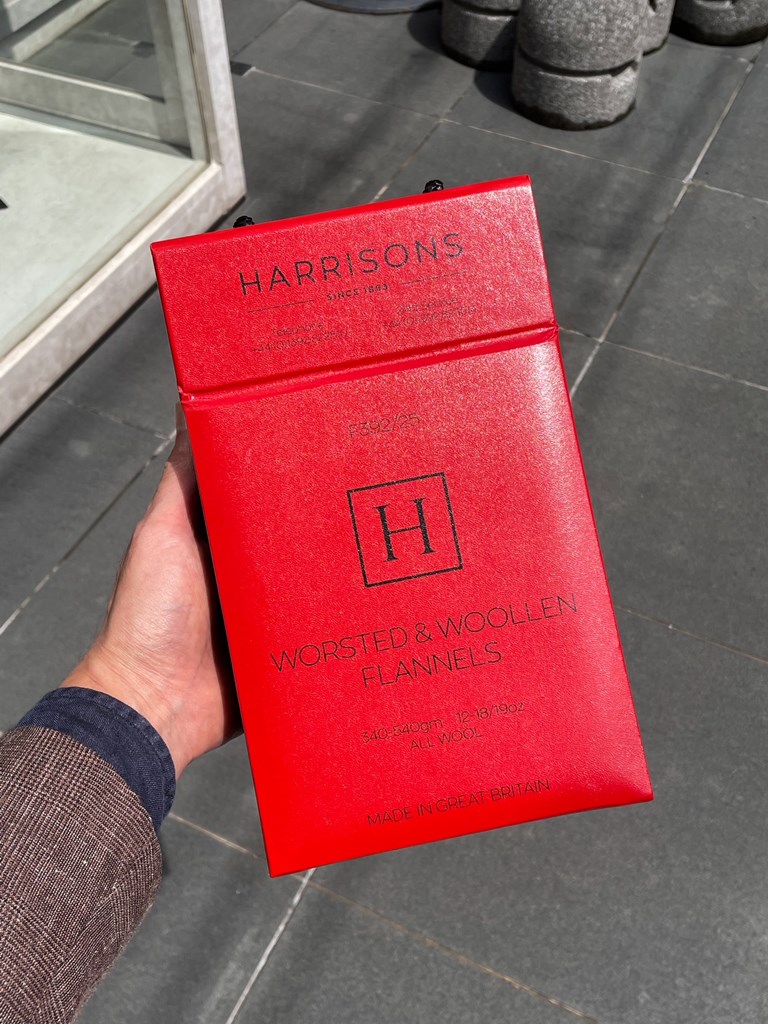 HARRISONS
SINCE 1863
F392/25
H
WORSTED & WOOLLEN
FLANNELS
340-540gm 12-18/19oz
ALL WOOL
MADE IN GREAT BRITAIN